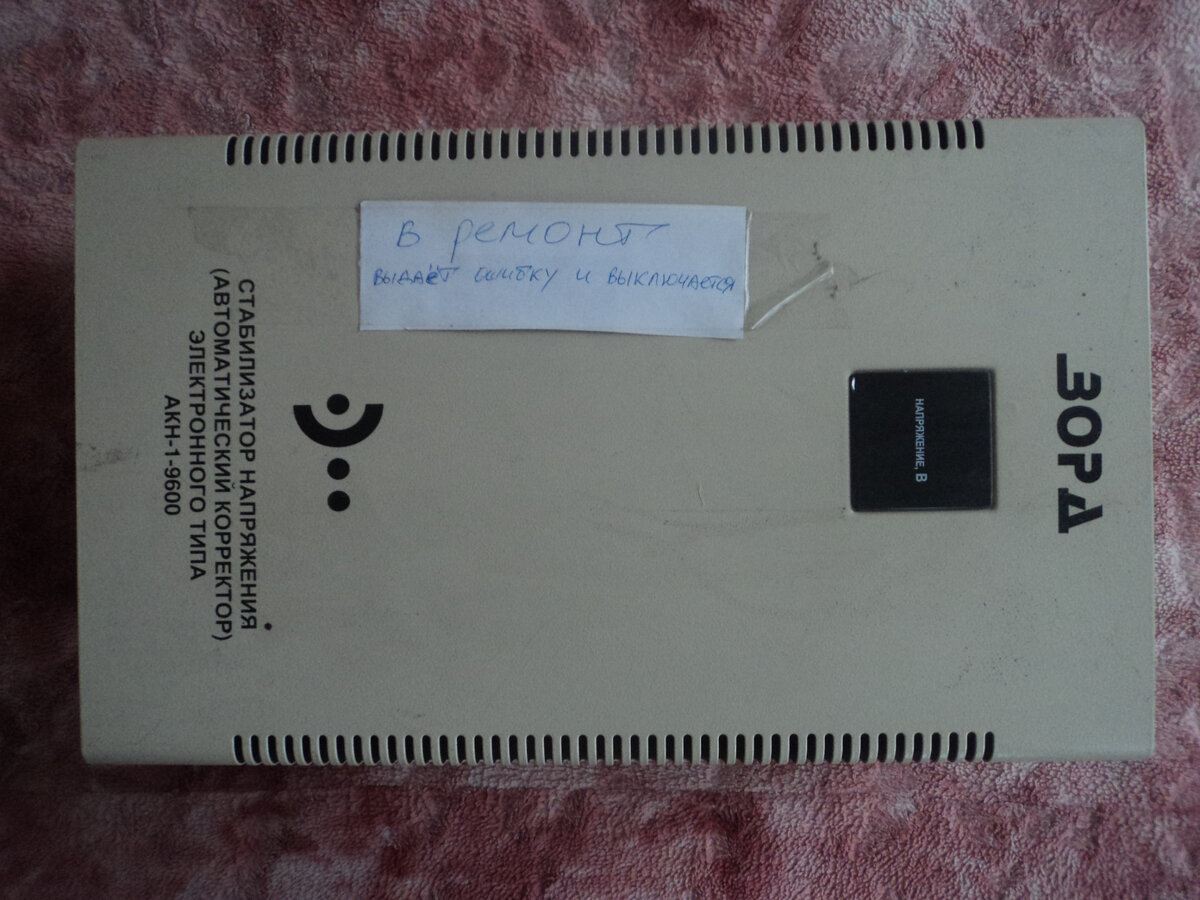 в ремонт
выдаёт ошибку и выключается
ЗОРД
НАПРЯЖЕНИЕ, В
СТАБИЛИЗАТОР НАПРЯЖЕНИЯ
(АВТОМАТИЧЕСКИЙ КОРРЕКТОР)
ЭЛЕКТРОННОГО ТИПА
АКН-1-9600